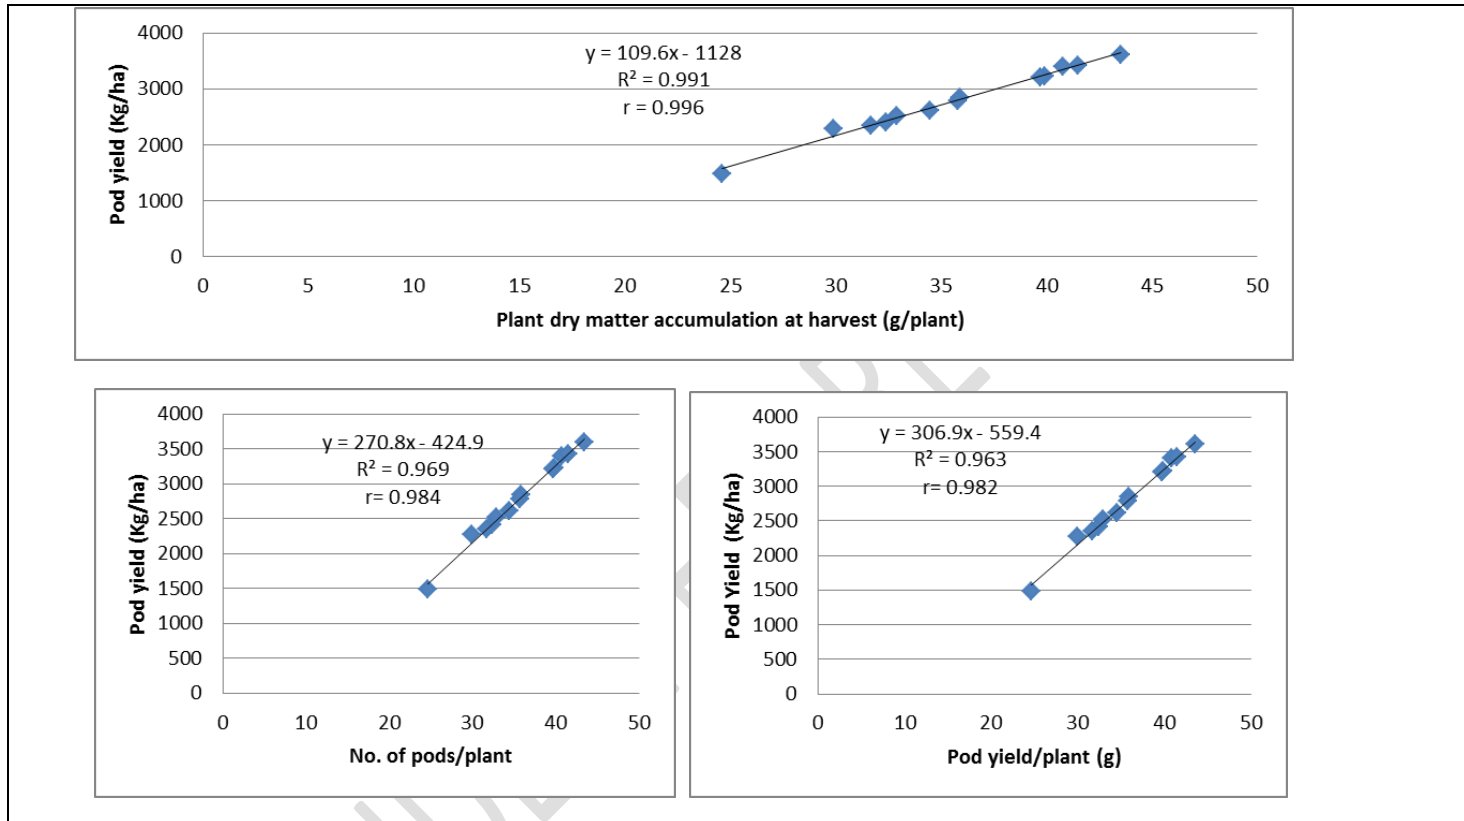 4000
3000
2000
1000
0
Pod yield (Kg/ha)
y = 109.6x - 1128
R² = 0.991
r = 0.996
0 5 10 15 20 25 30 35 40 45 50
Plant dry matter accumulation at harvest (g/plant)
4000
3500
3000
2500
2000
1500
1000
500
0
Pod yield (Kg/ha)
y = 270.8x - 424.9
R² = 0.969
r= 0.984
0 10 20 30 40 50
No. of pods/plant
4000
3500
3000
2500
2000
1500
1000
500
0
Pod Yield (Kg/ha)
y = 306.9x - 559.4
R² = 0.963
r= 0.982
0 10 20 30 40 50
Pod yield/plant (g)